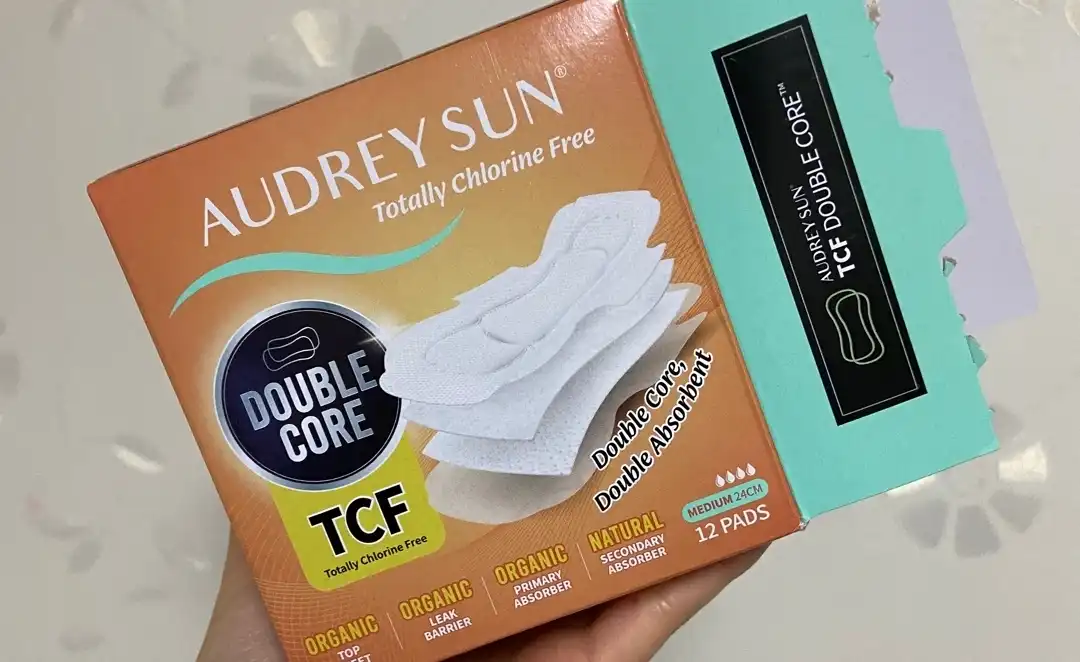 AUDREY SUN®
Totally Chlorine Free
DOUBLE
CORE
TCF
Totally Chlorine Free
Double Core,
Double Absorbent
MEDIUM 24CM
12 PADS
ORGANIC
TOP
ORGANIC
LEAK
BARRIER
ORGANIC
PRIMARY
ABSORBER
NATURAL
SECONDARY
ABSORBER
AUDREY SUN®
TCF DOUBLE CORE™